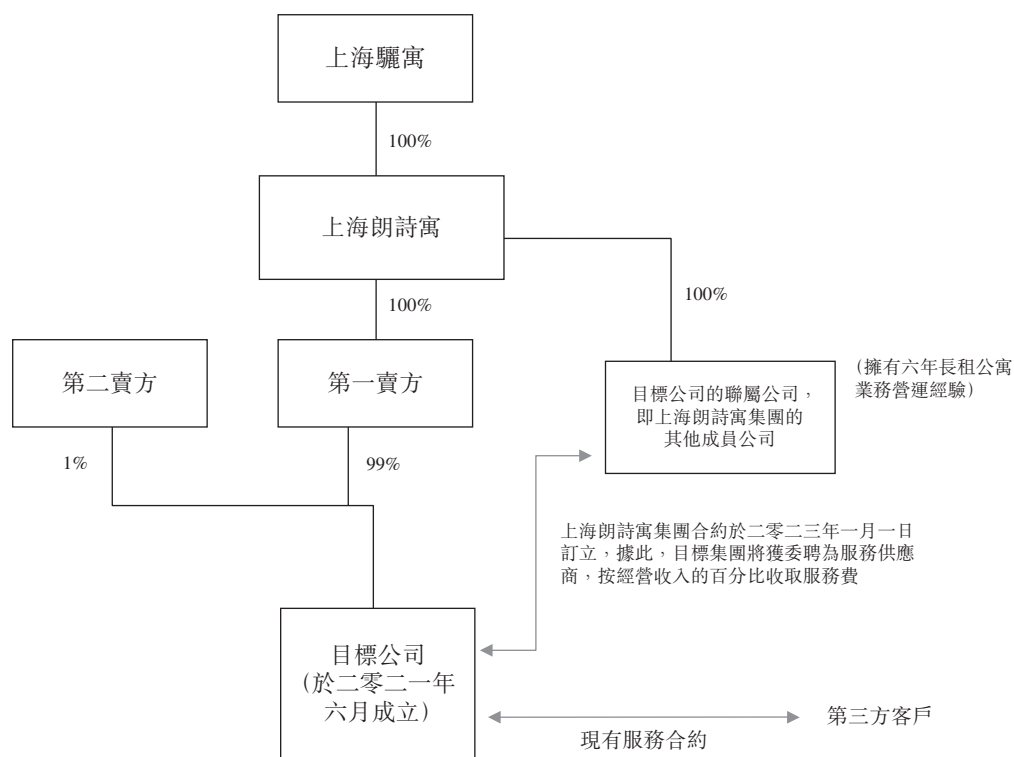 上海驪寓
100%
上海朗詩寓
100%
100%
第二賣方
第一賣方
目標公司的聯屬公司，
即上海朗詩寓集團的
其他成員公司
(擁有六年長租公寓
業務營運經驗)
1%
99%
上海朗詩寓集團合約於二零二三年一月一日
訂立，據此，目標集團將獲委聘為服務供應
商，按經營收入的百分比收取服務費
目標公司
(於二零二一年
六月成立)
第三方客戶
現有服務合約